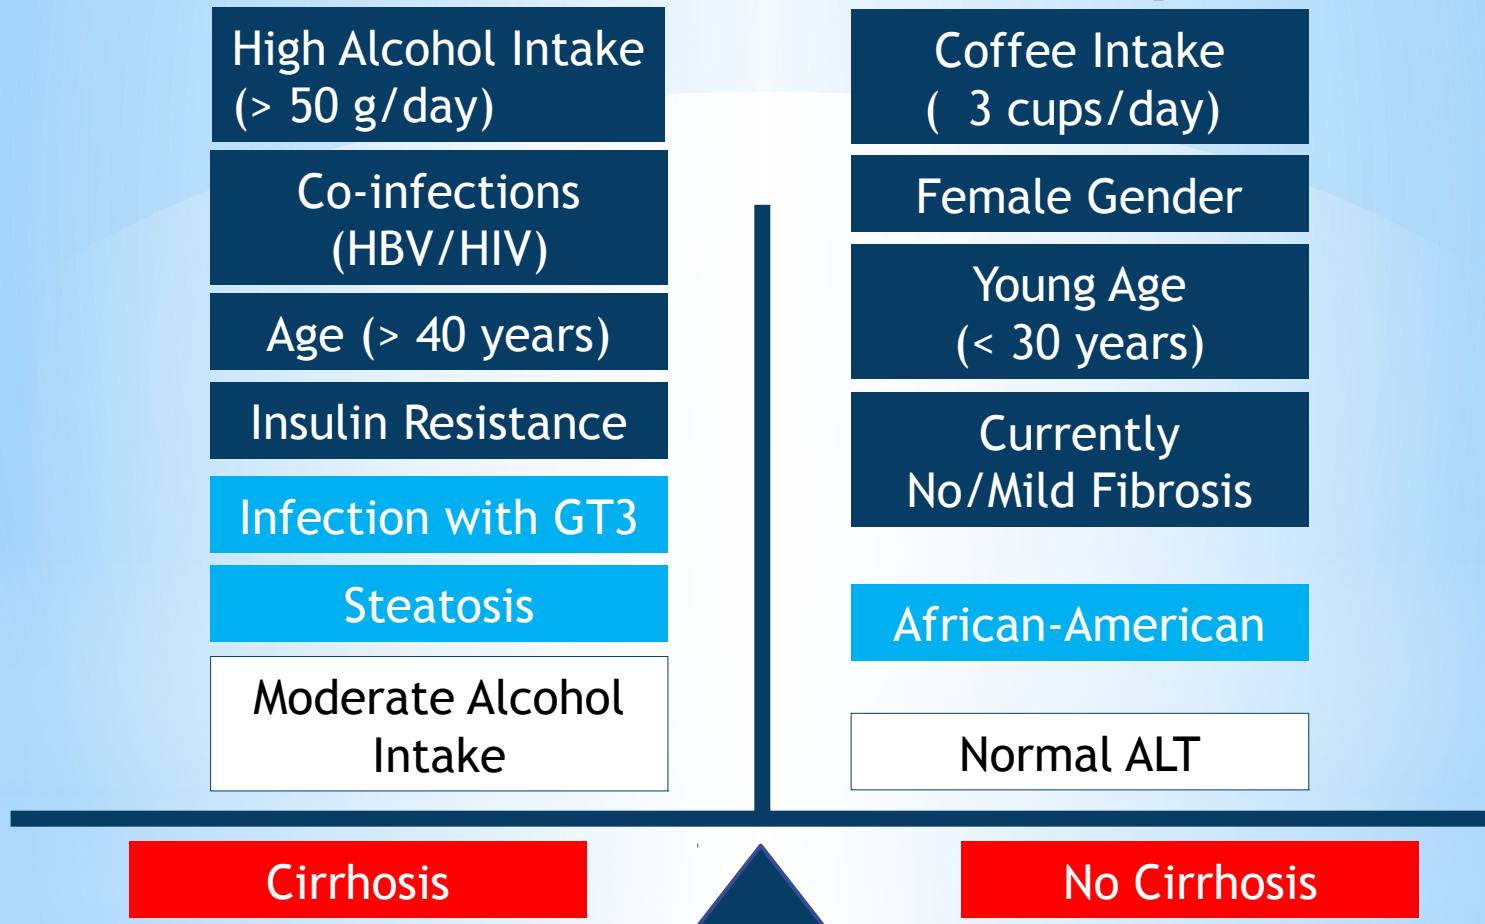 High Alcohol Intake
(> 50 g/day)
Co-infections
(HBV/HIV)
Age (> 40 years)
Insulin Resistance
Infection with GT3
Steatosis
Moderate Alcohol
Intake
Cirrhosis
Coffee Intake
( 3 cups/day)
Female Gender
Young Age
(< 30 years)
Currently
No/Mild Fibrosis
African-American
Normal ALT
No Cirrhosis